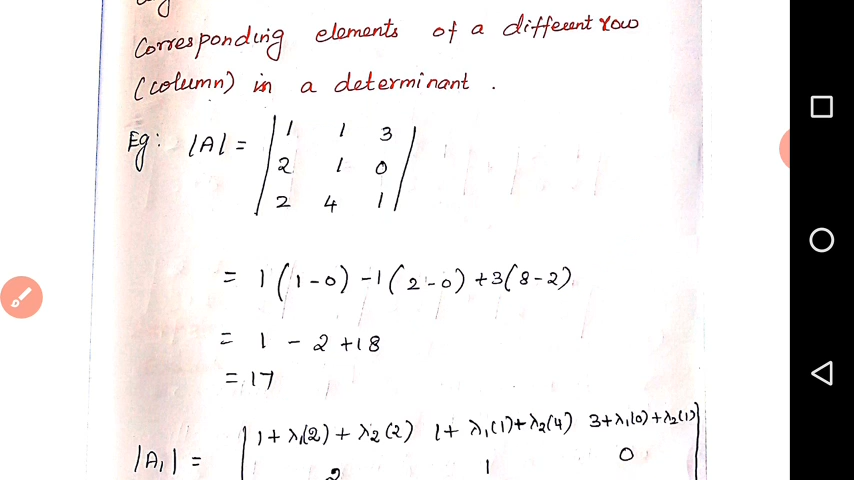 Corresponding elements of a different row
(column) in a determinant .
Eg: |A| = | 1 1 3 |
| 2 1 0 |
| 2 4 1 |
= 1 (1-0) -1 (2-0) +3 (8-2)
= 1 - 2 +18
= 17
|A₁| = | 1+λ₁(2) + λ₂(2) 1+ λ₁(1)+λ₂(4) 3+λ₁(0)+λ₂(1) |
2 1 0